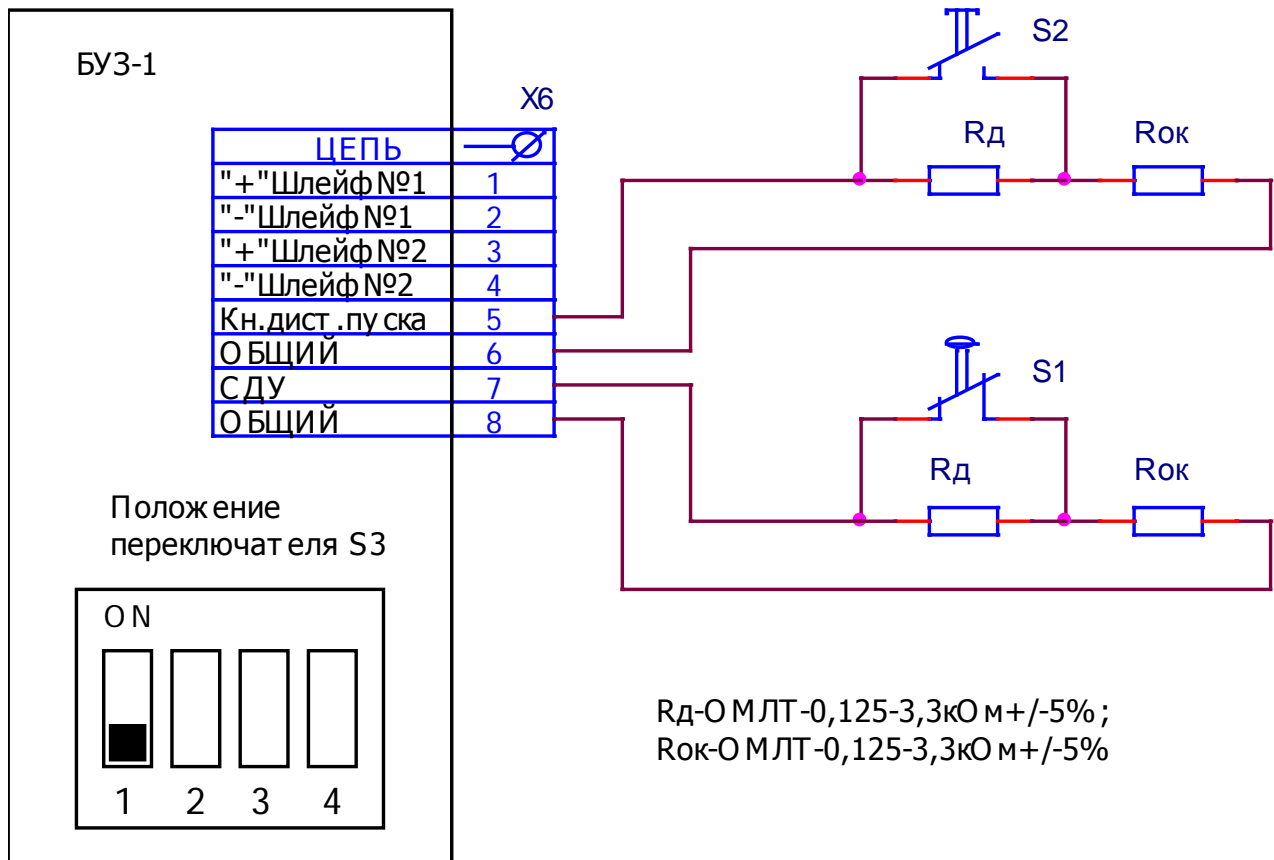 БУЗ-1
X6
ЦЕПЬ
"+"Шлейф №1 1
"-"Шлейф №1 2
"+"Шлейф №2 3
"-"Шлейф №2 4
Кн.дист.пуска 5
ОБЩИЙ 6
СДУ 7
ОБЩИЙ 8
S2
Rд Rок
S1
Rд Rок
Положение
переключателя S3
ON
1 2 3 4
Rд-ОМЛТ-0,125-3,3кОм+/-5%;
Rок-ОМЛТ-0,125-3,3кОм+/-5%